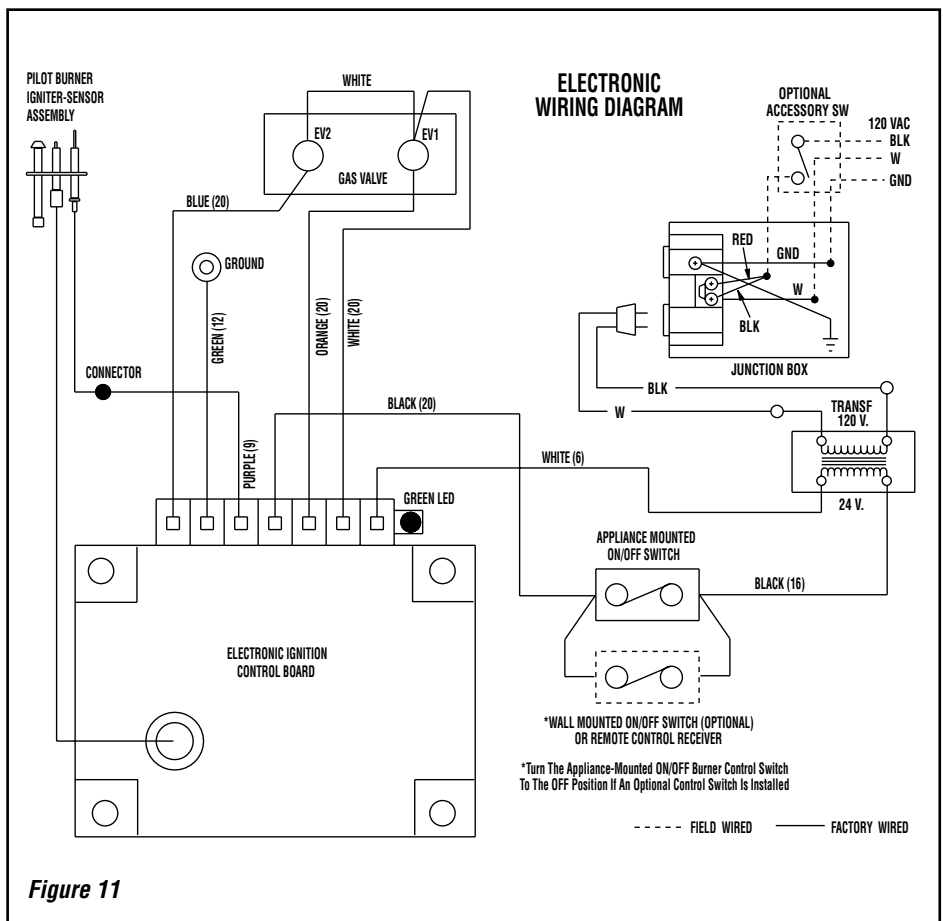 PILOT BURNER
IGNITER-SENSOR
ASSEMBLY
WHITE
ELECTRONIC
WIRING DIAGRAM
OPTIONAL
ACCESSORY SW
120 VAC
BLK
W
GND
EV2
EV1
GAS VALVE
BLUE (20)
GROUND
RED
GND
W
BLK
JUNCTION BOX
GREEN (12)
ORANGE (20)
WHITE (20)
CONNECTOR
BLK
W
TRANSF
120 V.
BLACK (20)
PURPLE (9)
WHITE (6)
GREEN LED
24 V.
APPLIANCE MOUNTED
ON/OFF SWITCH
BLACK (16)
ELECTRONIC IGNITION
CONTROL BOARD
*WALL MOUNTED ON/OFF SWITCH (OPTIONAL)
OR REMOTE CONTROL RECEIVER
*Turn The Appliance-Mounted ON/OFF Burner Control Switch
To The OFF Position If An Optional Control Switch Is Installed
FIELD WIRED
FACTORY WIRED
Figure 11